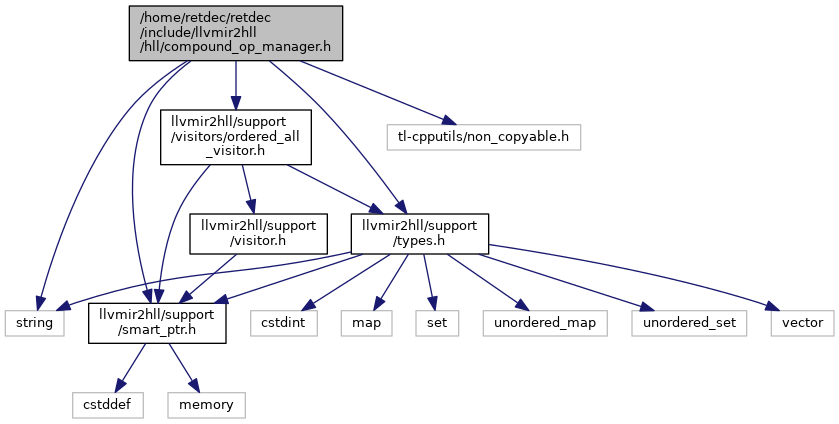 /home/retdec/retdec
/include/llvmir2hll
/hll/compound_op_manager.h
llvmir2hll/support
/visitors/ordered_all
_visitor.h
tl-cpputils/non_copyable.h
llvmir2hll/support
/visitor.h
llvmir2hll/support
/types.h
string
llvmir2hll/support
/smart_ptr.h
cstdint
map
set
unordered_map
unordered_set
vector
cstddef
memory